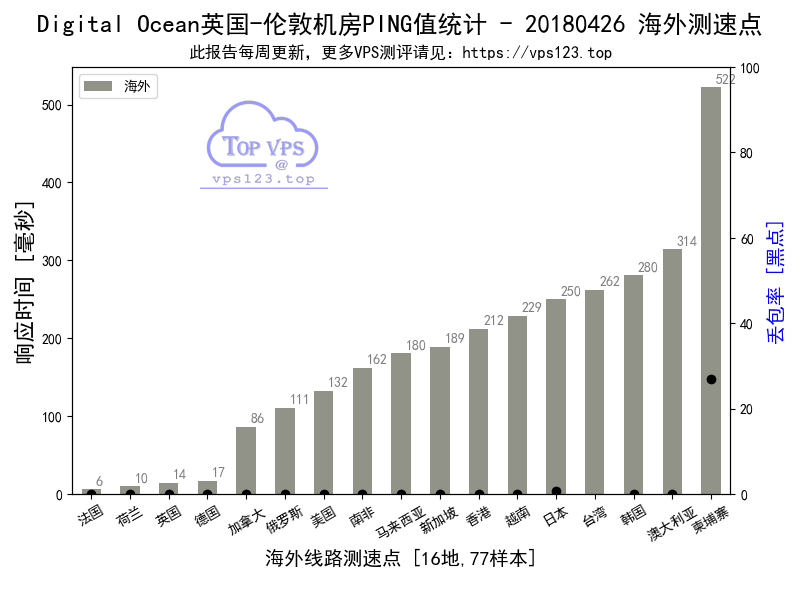 Digital Ocean英国-伦敦机房PING值统计 - 20180426 海外测速点
此报告每周更新，更多VPS测评请见：https://vps123.top
海外
TOP VPS
@
vps123.top
响应时间 [毫秒]
500
400
300
200
100
0
6
10
14
17
86
111
132
162
180
189
212
229
250
262
280
314
522
100
80
60
40
20
0
丢包率 [黑点]
法国
荷兰
英国
德国
加拿大
俄罗斯
美国
南非
马来西亚
新加坡
香港
越南
日本
台湾
韩国
澳大利亚
柬埔寨
海外线路测速点 [16地,77样本]